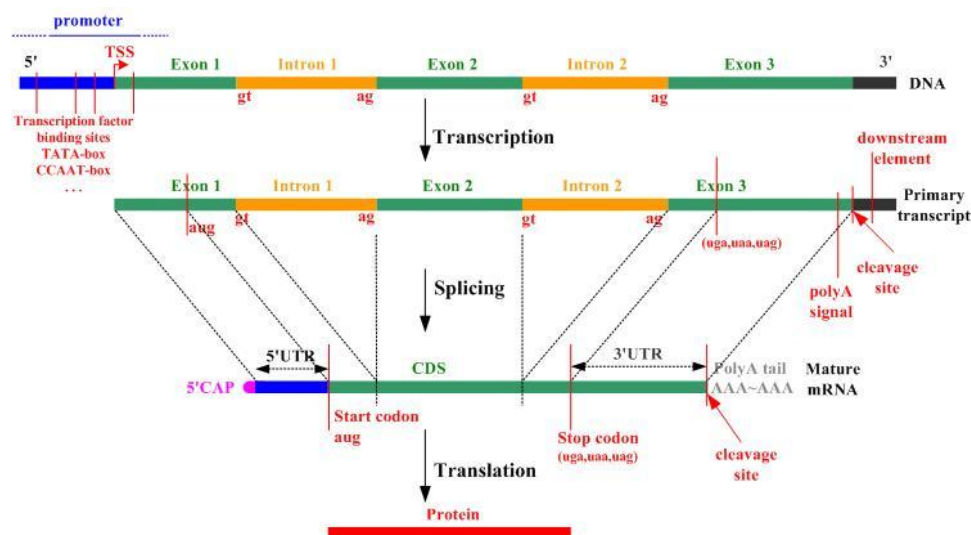 promoter
5' TSS Exon 1 Intron 1 Exon 2 Intron 2 Exon 3 3'
DNA
gt ag gt ag
Transcription factor
binding sites
TATA-box
CCAAT-box
...
Transcription
downstream
element
Exon 1 Intron 1 Exon 2 Intron 2 Exon 3
Primary
transcript
aug gt ag gt ag
(uga,uaa,uag)
cleavage
site
polyA
signal
Splicing
5'UTR CDS 3'UTR
5'CAP
PolyA tail
AAA~AAA
Mature
mRNA
Start codon
aug
Stop codon
(uga,uaa,uag)
cleavage
site
Translation
Protein